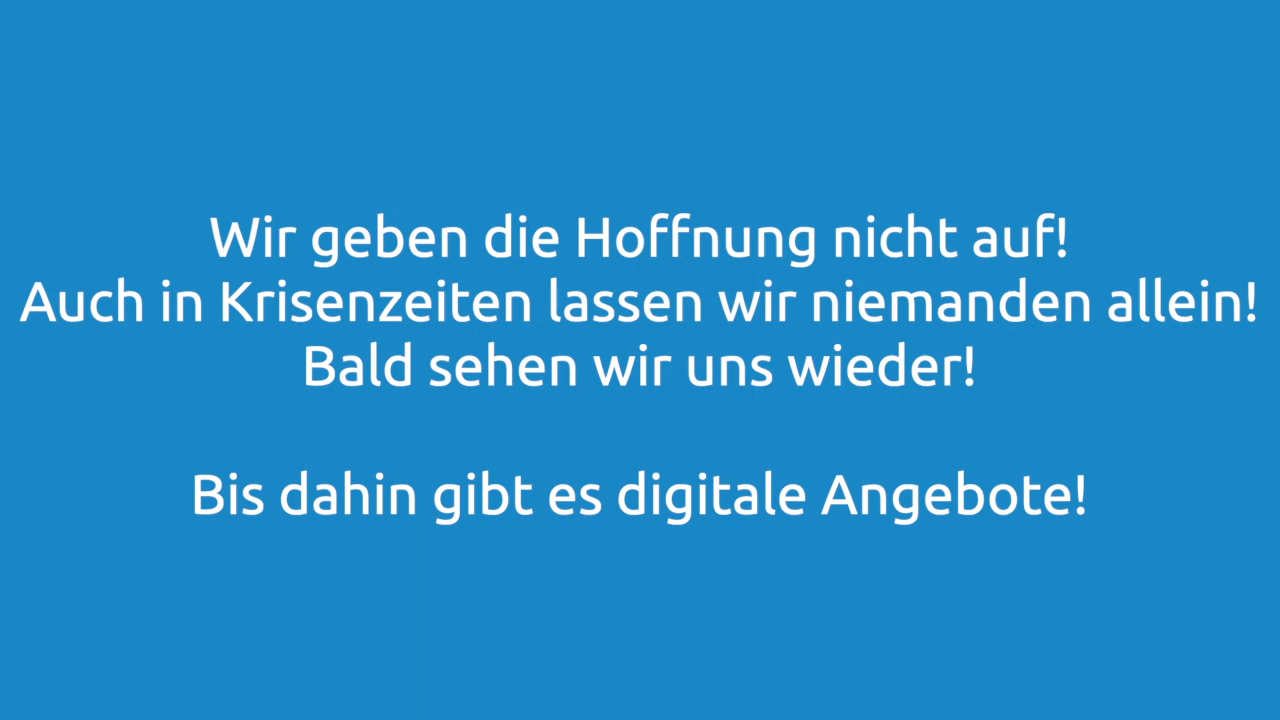 Wir geben die Hoffnung nicht auf!
Auch in Krisenzeiten lassen wir niemanden allein!
Bald sehen wir uns wieder!
Bis dahin gibt es digitale Angebote!